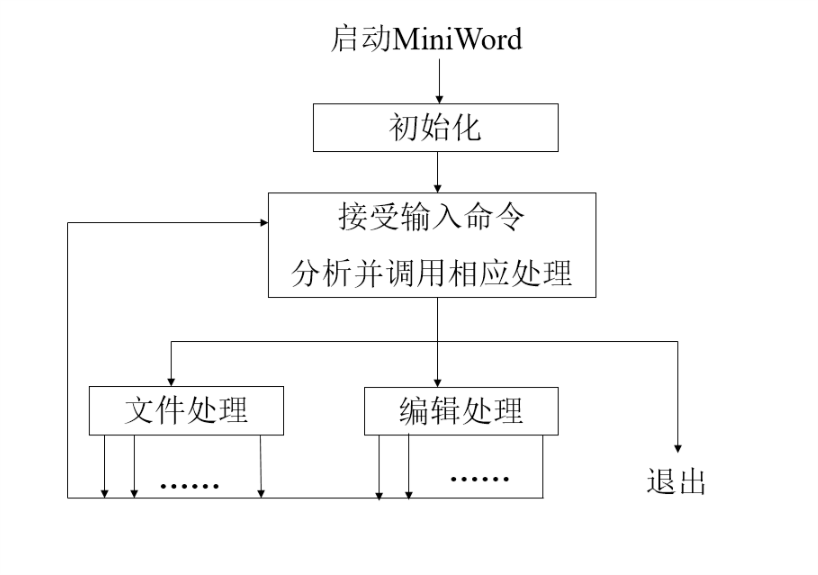 启动MiniWord
初始化
接受输入命令
分析并调用相应处理
文件处理
编辑处理
......
......
退出